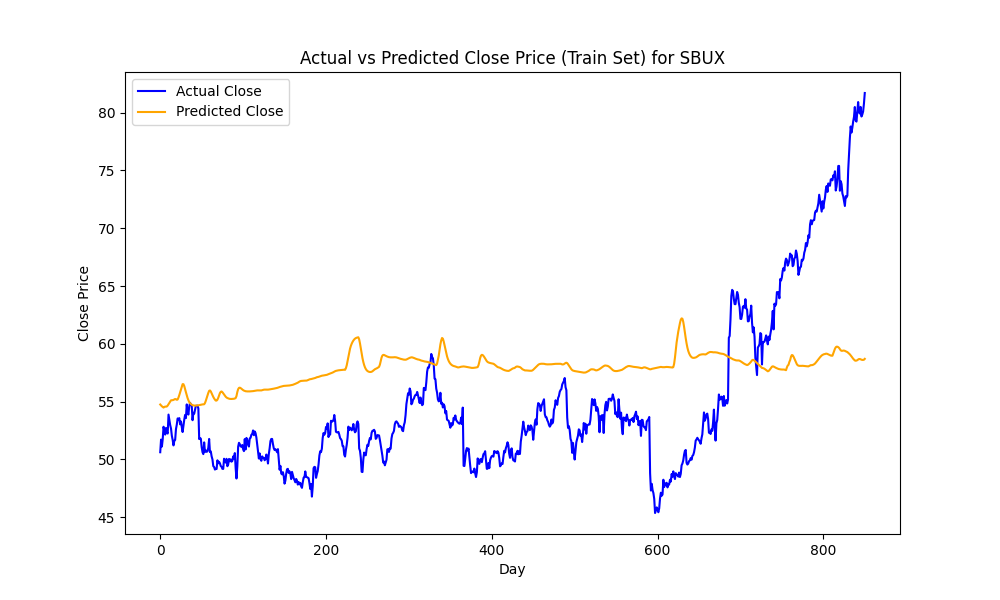 Actual vs Predicted Close Price (Train Set) for SBUX
Actual Close
Predicted Close
80
75
70
65
60
55
50
45
Close Price
0 200 400 600 800
Day